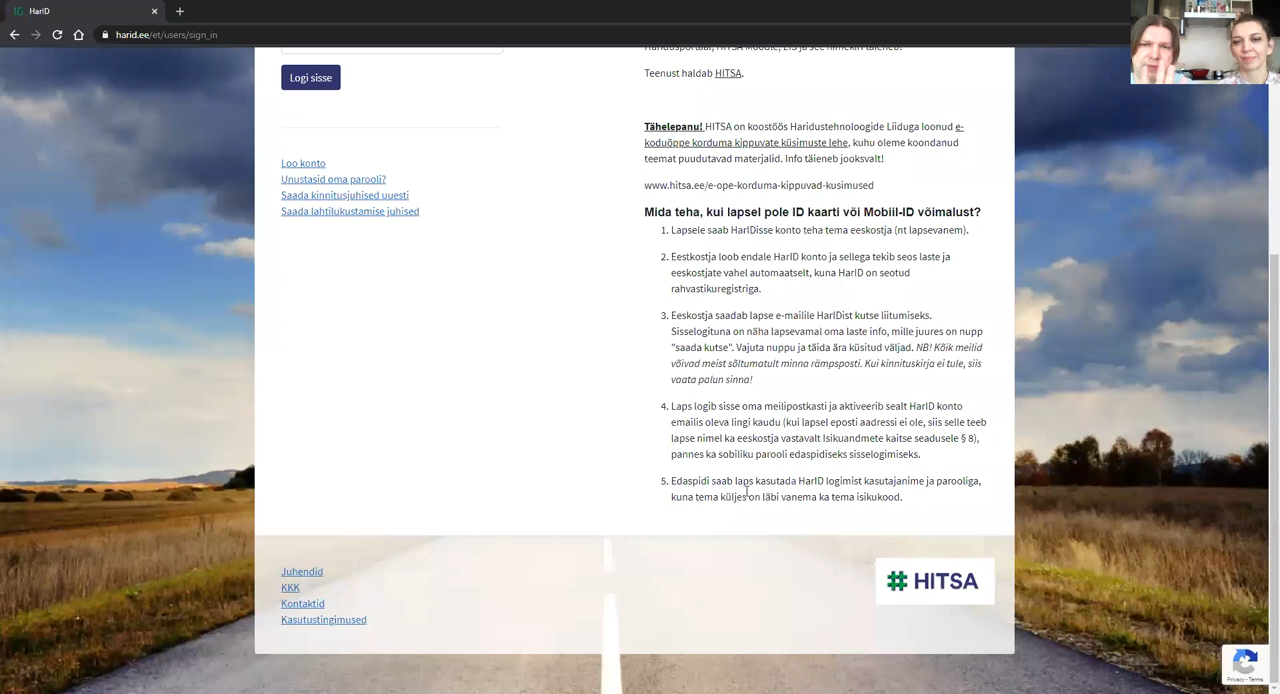 HarID
harid.ee/et/users/sign_in
Logi sisse
Loo konto
Unustasid oma parooli?
Saada kinnitusjuhised uuesti
Saada lahtilukustamise juhised
Teenust haldab HITSA.
Tähelepanu! HITSA on koostöös Haridustehnoloogide Liiduga loonud e-
koduõppe korduma kippuvate küsimuste lehe, kuhu oleme koondanud
teemat puudutavad materjalid. Info täieneb jooksvalt!
www.hitsa.ee/e-ope-korduma-kippuvad-kusimused
Mida teha, kui lapsel pole ID kaarti või Mobiil-ID võimalust?
1. Lapsele saab HarIDisse konto teha tema eeskostja (nt lapsevanem).
2. Eestkostja loob endale HarID konto ja sellega tekib seos laste ja
eeskostjate vahel automaatselt, kuna HarID on seotud
rahvastikuregistriga.
3. Eeskostja saadab lapse e-mailile HarIDist kutse liitumiseks.
Sisselogituna on näha lapsevamal oma laste info, mille juures on nupp
"saada kutse". Vajuta nuppu ja täida ära küsitud väljad. NB! Kõik meilid
võivad meist sõltumatult minna rämpsposti. Kui kinnituskirja ei tule, siis
vaata palun sinna!
4. Laps logib sisse oma meilipostkasti ja aktiveerib sealt HarID konto
emailis oleva lingi kaudu (kui lapsel eposti aadressi ei ole, siis selle teeb
lapse nimel ka eeskostja vastavalt Isikuandmete kaitse seadusele § 8),
pannes ka sobiliku parooli edaspidiseks sisselogimiseks.
5. Edaspidi saab laps kasutada HarID logimist kasutajanime ja parooliga,
kuna tema küljes on läbi vanema ka tema isikukood.
Juhendid
KKK
Kontaktid
Kasutustingimused
# HITSA
Privacy - Terms